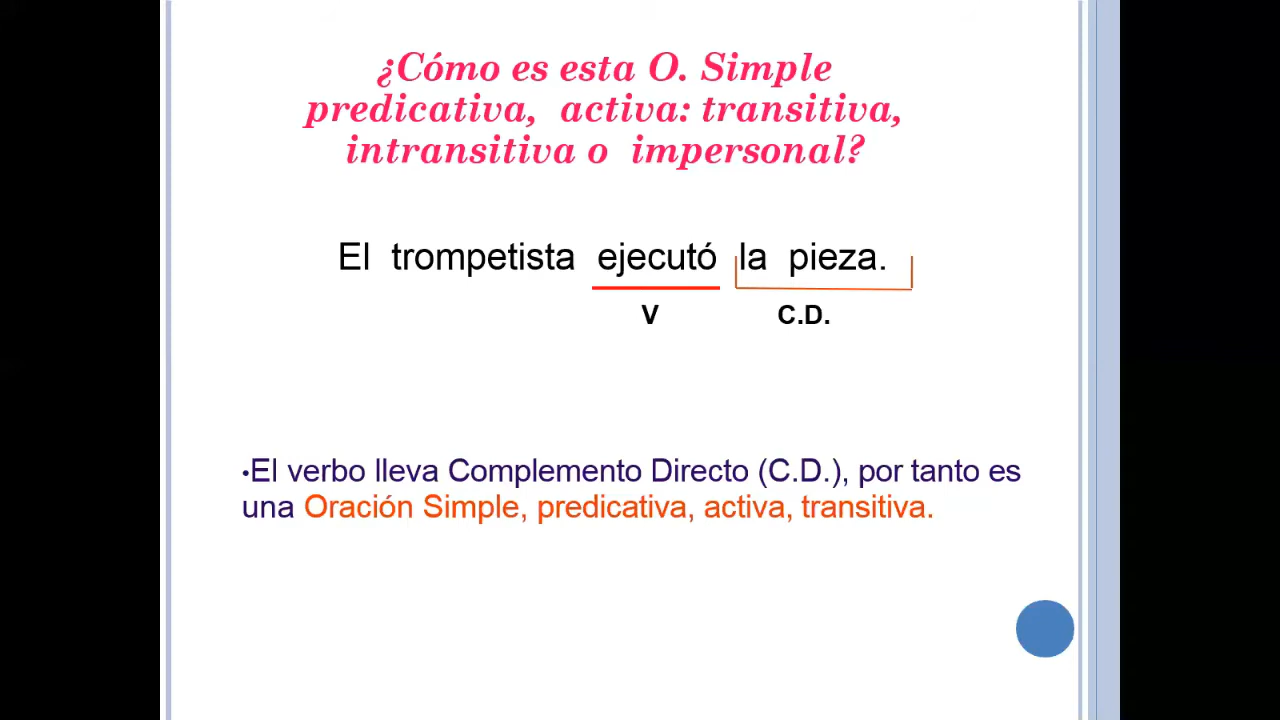 ¿Cómo es esta O. Simple
predicativa, activa: transitiva,
intransitiva o impersonal?
El trompetista ejecutó la pieza.
V C.D.
•El verbo lleva Complemento Directo (C.D.), por tanto es
una Oración Simple, predicativa, activa, transitiva.